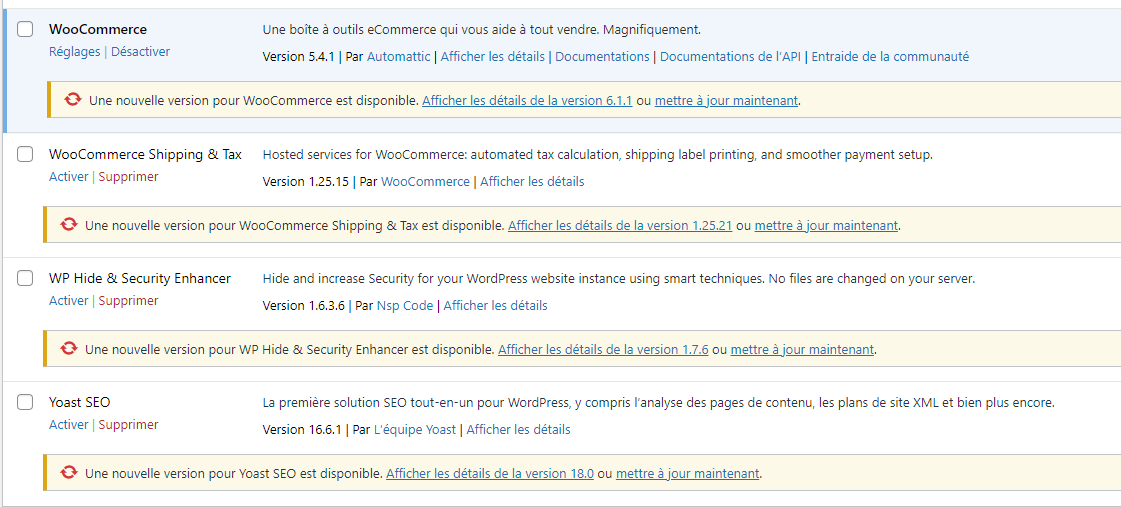 WooCommerce
Une boîte à outils eCommerce qui vous aide à tout vendre. Magnifiquement.
Réglages | Désactiver
Version 5.4.1 | Par Automattic | Afficher les détails | Documentations | Documentations de l'API | Entraide de la communauté
Une nouvelle version pour WooCommerce est disponible. Afficher les détails de la version 6.1.1 ou mettre à jour maintenant.
WooCommerce Shipping & Tax
Hosted services for WooCommerce: automated tax calculation, shipping label printing, and smoother payment setup.
Activer | Supprimer
Version 1.25.15 | Par WooCommerce | Afficher les détails
Une nouvelle version pour WooCommerce Shipping & Tax est disponible. Afficher les détails de la version 1.25.21 ou mettre à jour maintenant.
WP Hide & Security Enhancer
Hide and increase Security for your WordPress website instance using smart techniques. No files are changed on your server.
Activer | Supprimer
Version 1.6.3.6 | Par Nsp Code | Afficher les détails
Une nouvelle version pour WP Hide & Security Enhancer est disponible. Afficher les détails de la version 1.7.6 ou mettre à jour maintenant.
Yoast SEO
La première solution SEO tout-en-un pour WordPress, y compris l'analyse des pages de contenu, les plans de site XML et bien plus encore.
Activer | Supprimer
Version 16.6.1 | Par L'équipe Yoast | Afficher les détails
Une nouvelle version pour Yoast SEO est disponible. Afficher les détails de la version 18.0 ou mettre à jour maintenant.